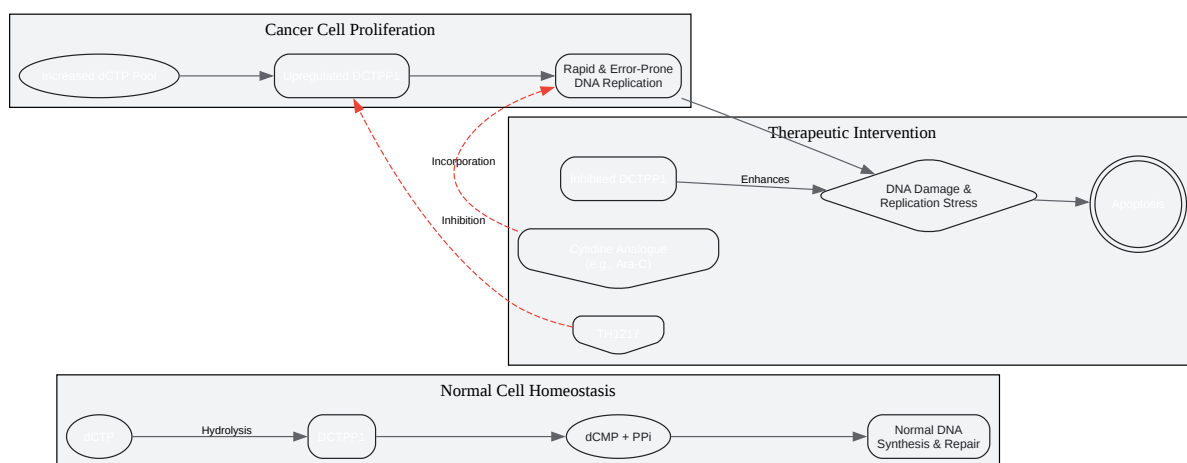 Cancer Cell Proliferation
Increased dCTP Pool
Upregulated DCTPP1
Rapid & Error-Prone
DNA Replication
Therapeutic Intervention
Incorporation
Inhibited DCTPP1
Enhances
DNA Damage &
Replication Stress
Apoptosis
Inhibition
Cytidine Analogue
(e.g., Ara-C)
TH1217
Normal Cell Homeostasis
dCTP
Hydrolysis
DCTPP1
dCMP + PPi
Normal DNA
Synthesis & Repair